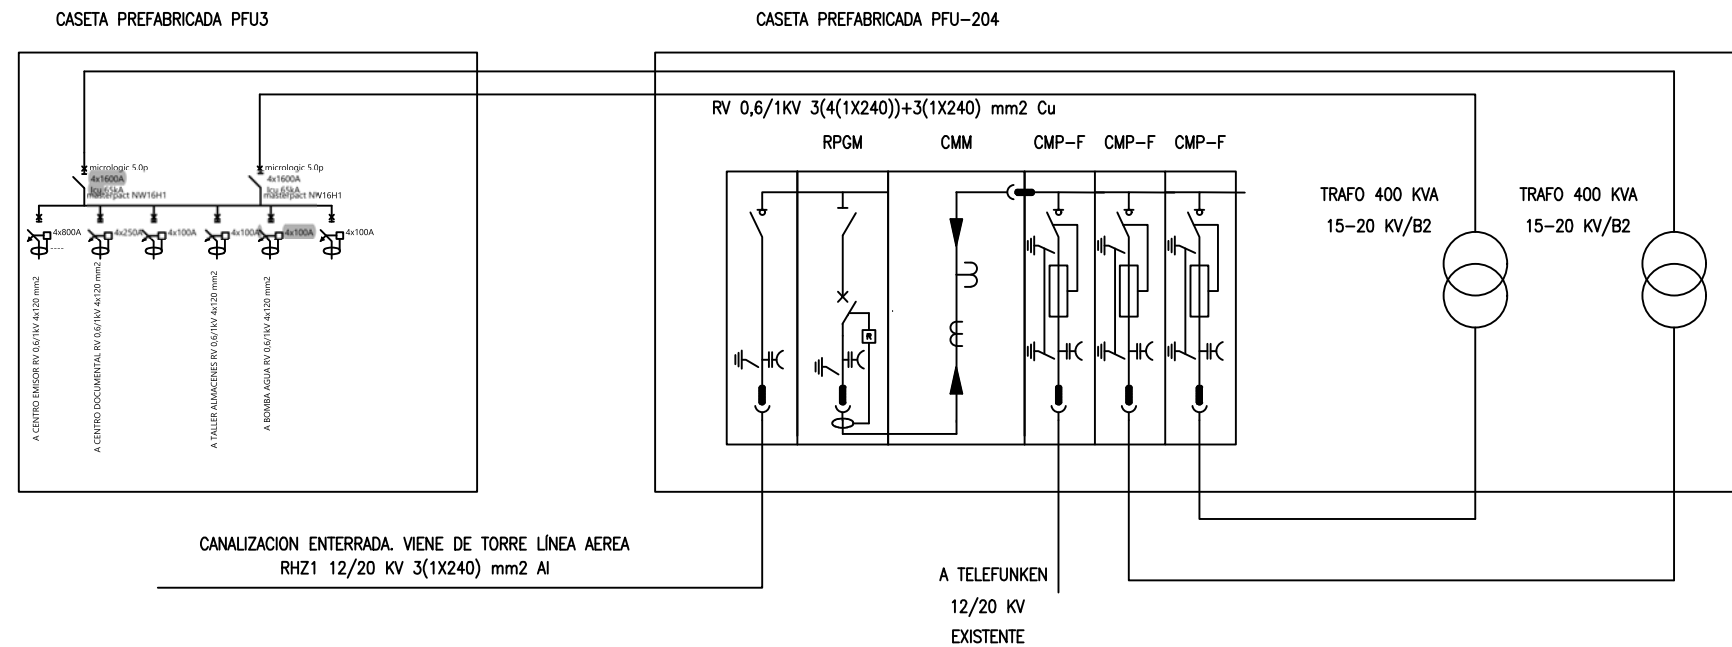 CASETA PREFABRICADA PFU3
CASETA PREFABRICADA PFU-204
RV 0,6/1KV 3(4(1X240))+3(1X240) mm2 Cu
RPGM
CMM
CMP-F
CMP-F
CMP-F
micrologic 5.0p
4x1600A
Icu 65kA
masterpact NW16H1
micrologic 5.0p
4x1600A
Icu 65kA
masterpact NW16H1
4x800A
4x250A
4x100A
4x100A
4x100A
4x100A
A CENTRO EMISOR RV 0,6/1kV 4x120 mm2
A CENTRO DOCUMENTAL RV 0,6/1kV 4x120 mm2
A TALLER ALMACENES RV 0,6/1kV 4x120 mm2
A BOMBA AGUA RV 0,6/1kV 4x120 mm2
R
TRAFO 400 KVA
15-20 KV/B2
TRAFO 400 KVA
15-20 KV/B2
CANALIZACION ENTERRADA. VIENE DE TORRE LÍNEA AEREA
RHZ1 12/20 KV 3(1X240) mm2 Al
A TELEFUNKEN
12/20 KV
EXISTENTE